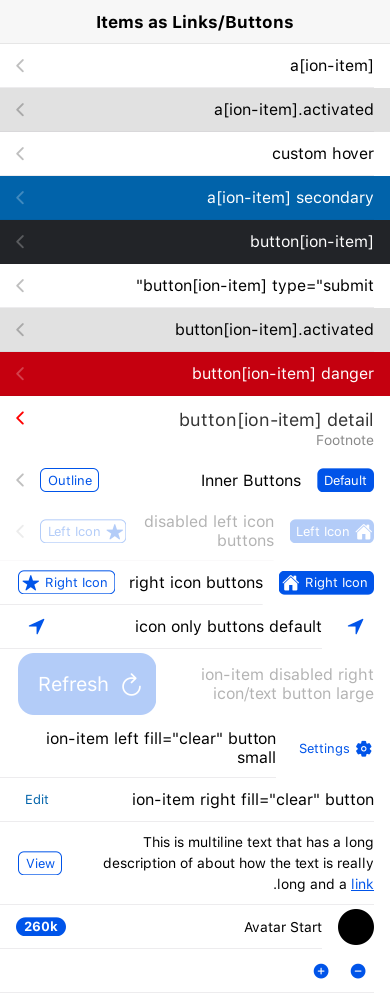 Items as Links/Buttons
a[ion-item]
a[ion-item].activated
custom hover
a[ion-item] secondary
button[ion-item]
"button[ion-item] type="submit
button[ion-item].activated
button[ion-item] danger
button[ion-item] detail
Footnote
Outline Inner Buttons Default
Left Icon disabled left icon buttons Left Icon
Right Icon right icon buttons Right Icon
icon only buttons default
Refresh ion-item disabled right
icon/text button large
ion-item left fill="clear" button
small Settings
Edit ion-item right fill="clear" button
This is multiline text that has a long
View description of about how the text is really
.long and a link
260k Avatar Start